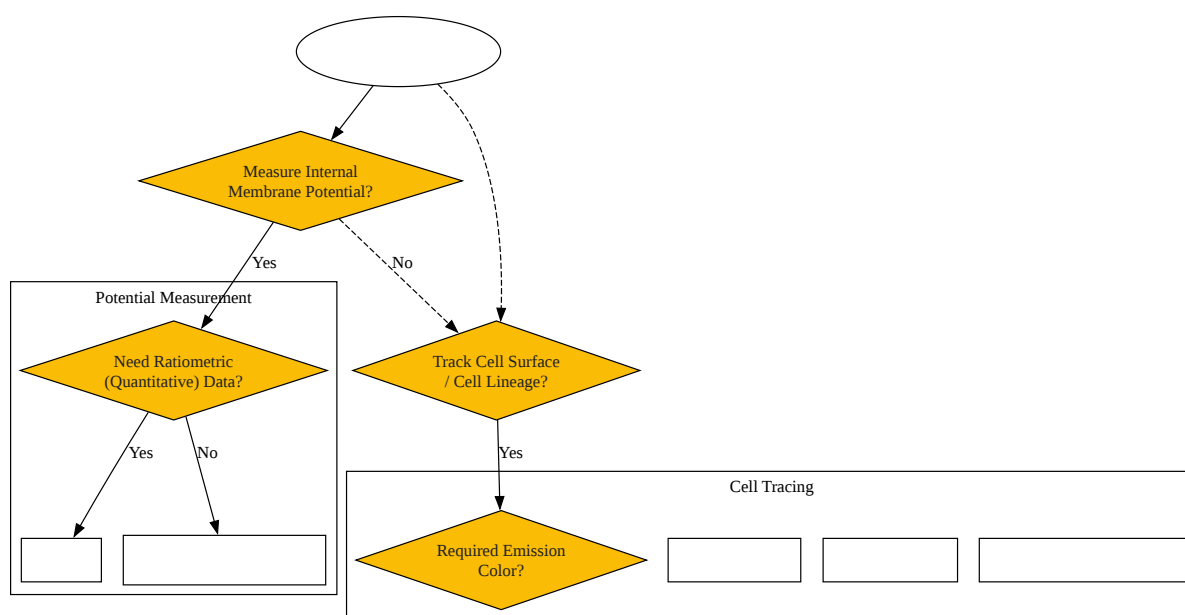 Measure Internal
Membrane Potential?
Yes
No
Potential Measurement
Need Ratiometric
(Quantitative) Data?
Track Cell Surface
/ Cell Lineage?
Yes
No
Yes
Cell Tracing
Required Emission
Color?